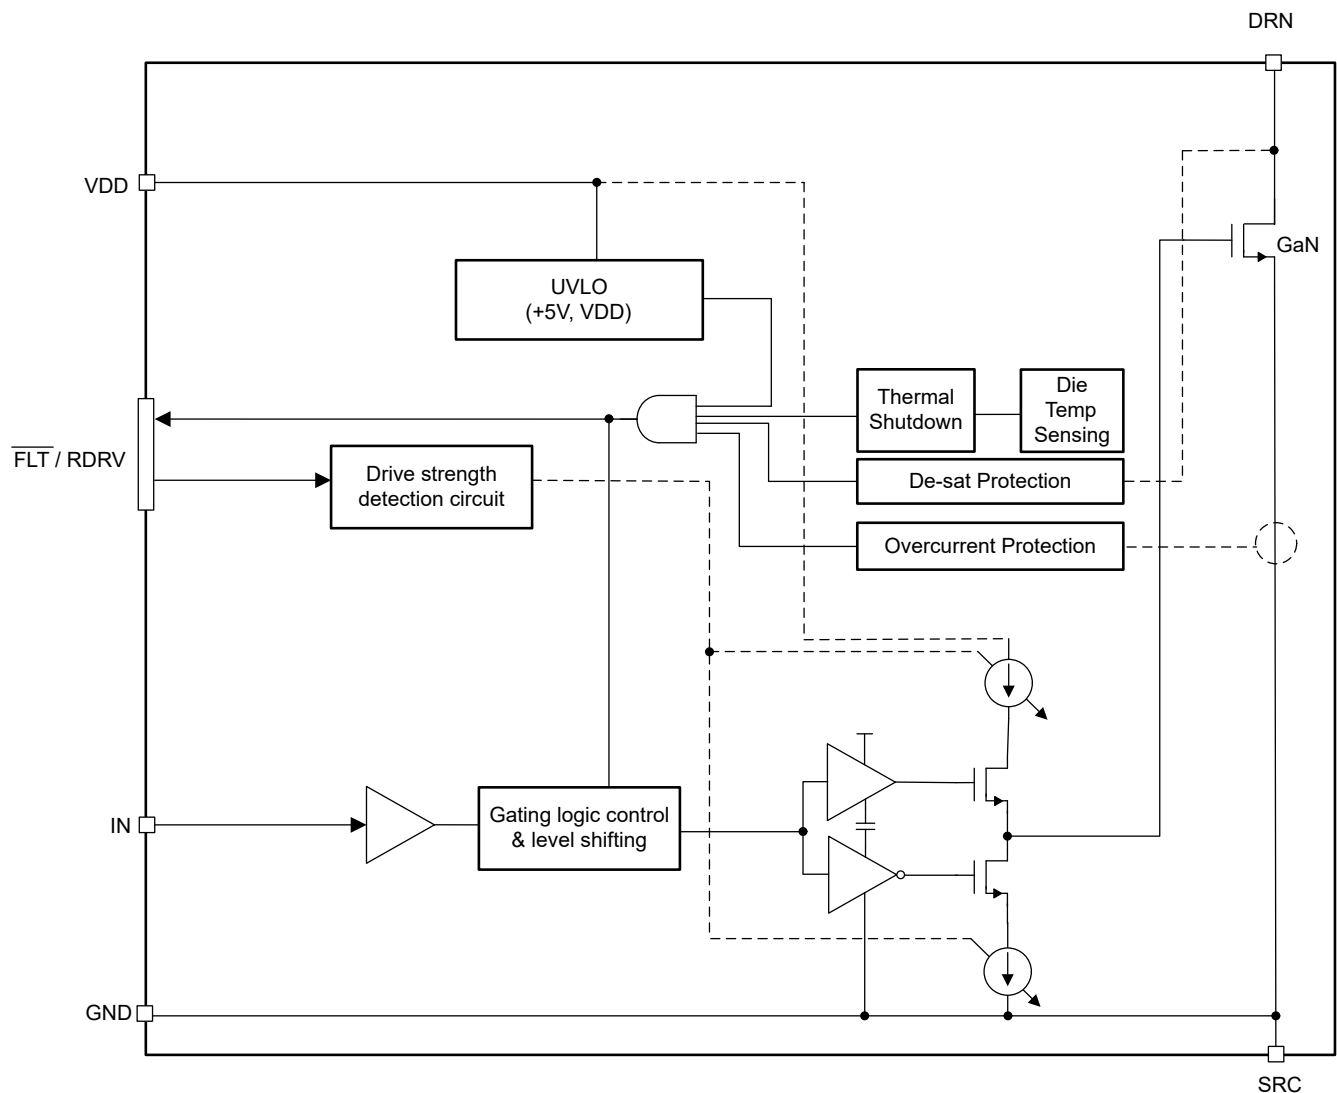 DRN
VDD
GaN
UVLO
(+5V, VDD)
Thermal
Shutdown
Die
Temp
Sensing
FLT / RDRV
Drive strength
detection circuit
De-sat Protection
Overcurrent Protection
IN
Gating logic control
& level shifting
GND
SRC